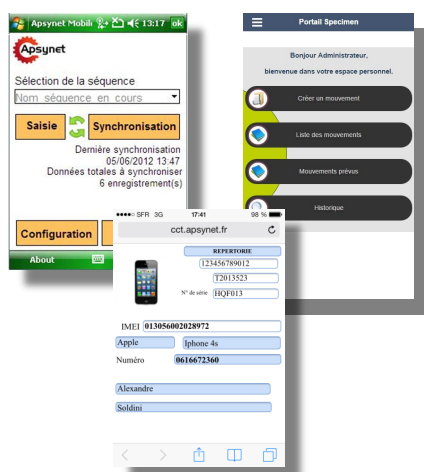 Apsynet Mobile 13:17 ok
Apsynet
Sélection de la séquence
Nom séquence en cours
Saisie
Synchronisation
Dernière synchronisation
05/06/2012 13:47
Données totales à synchroniser
6 enregistrement(s)
Configuration
About
Portail Specimen
Bonjour Administrateur,
bienvenue dans votre espace personnel.
Créer un mouvement
Liste des mouvements
Mouvements prévus
Historique
SFR 3G 17:41 98 %
cct.apsynet.fr
REPERTORIE
123456789012
T2013523
N° de série HQF013
IMEI 013056002028972
Apple Iphone 4s
Numéro 0616672360
Alexandre
Soldini